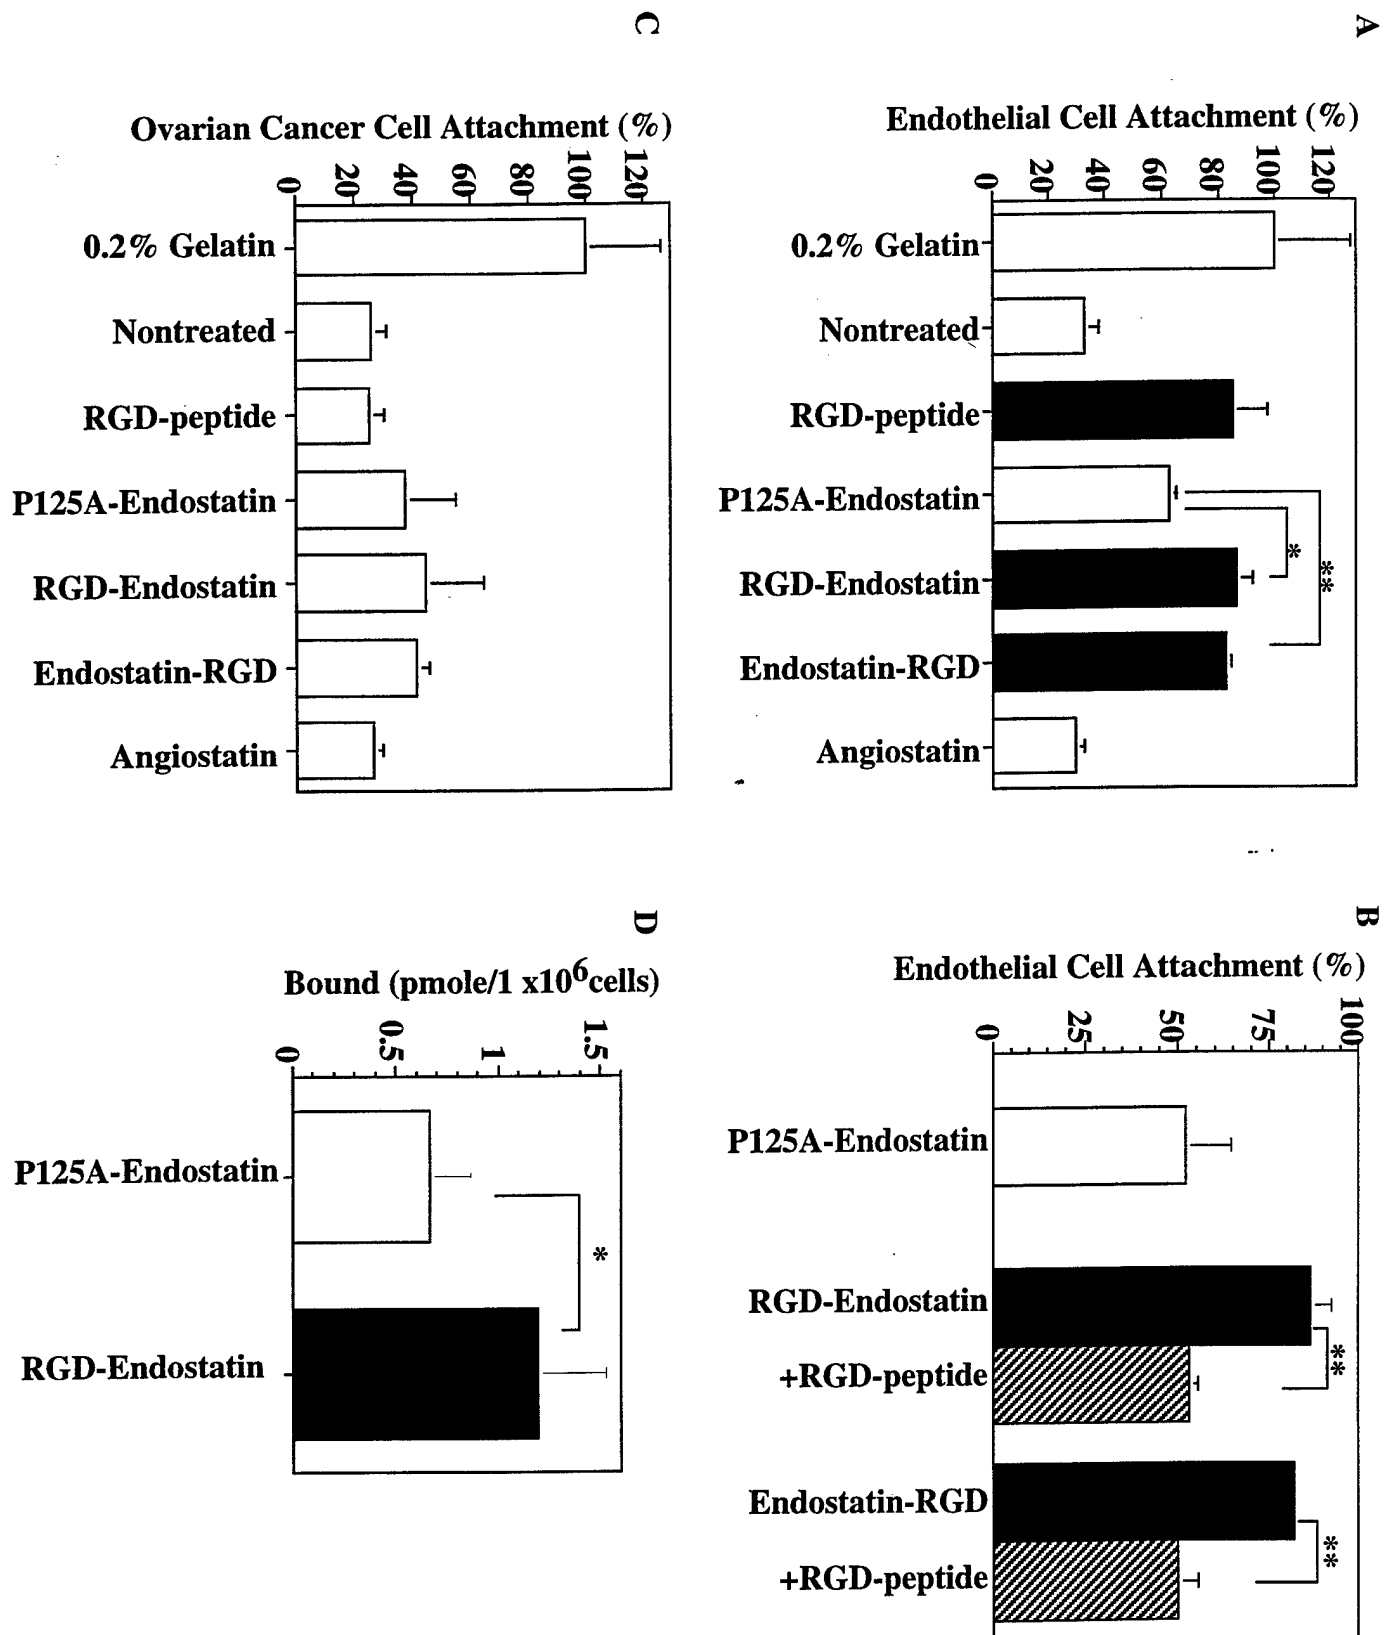 A
Endothelial Cell Attachment (%)
0
20
40
60
80
100
120
0.2% Gelatin
Nontreated
RGD-peptide
P125A-Endostatin
RGD-Endostatin
Endostatin-RGD
Angiostatin
*
**
B
Endothelial Cell Attachment (%)
0
25
50
75
100
P125A-Endostatin
RGD-Endostatin
+RGD-peptide
Endostatin-RGD
+RGD-peptide
**
**
C
Ovarian Cancer Cell Attachment (%)
0
20
40
60
80
100
120
0.2% Gelatin
Nontreated
RGD-peptide
P125A-Endostatin
RGD-Endostatin
Endostatin-RGD
Angiostatin
D
Bound (pmole/1 x10⁶cells)
0
0.5
1
1.5
P125A-Endostatin
RGD-Endostatin
*